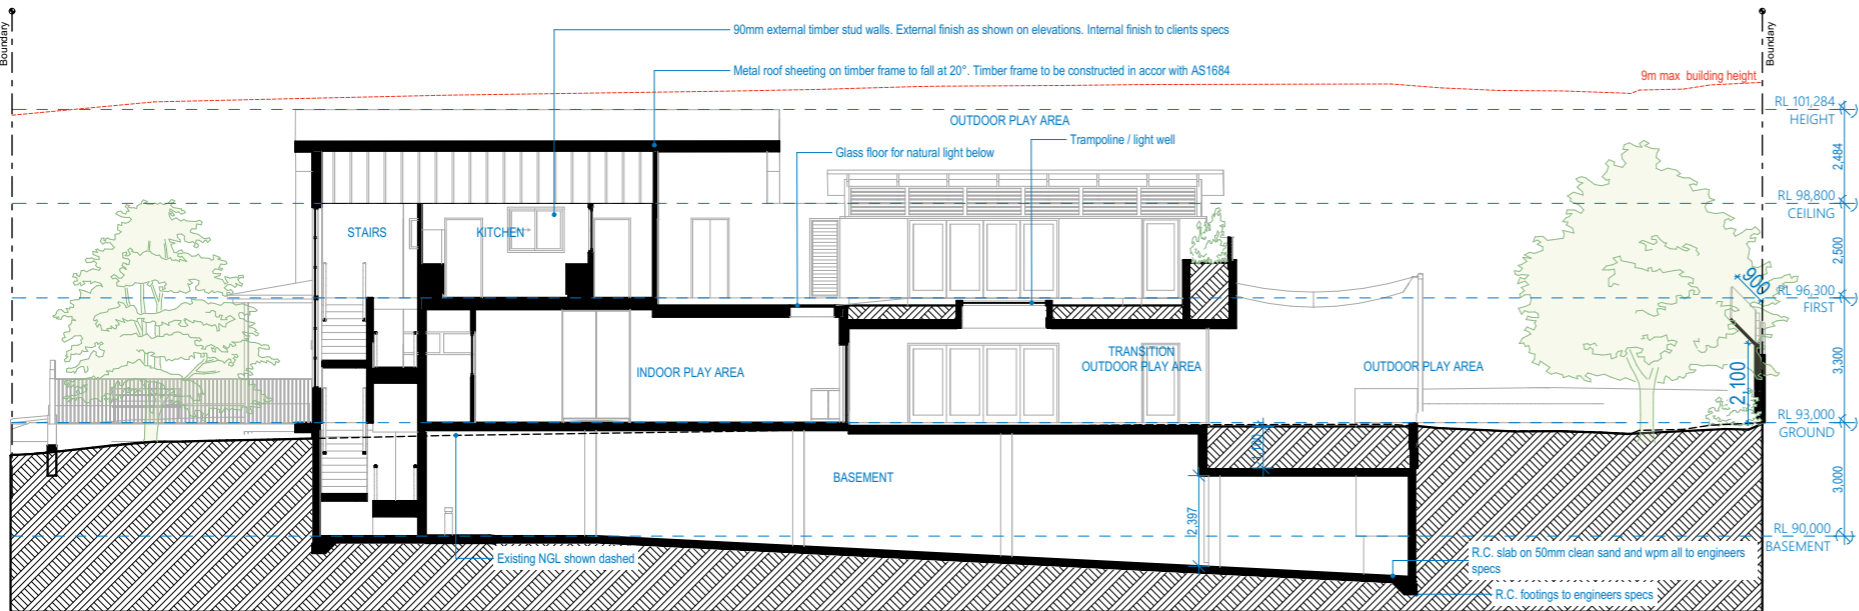 Boundary
Boundary
90mm external timber stud walls. External finish as shown on elevations. Internal finish to clients specs
Metal roof sheeting on timber frame to fall at 20°. Timber frame to be constructed in accor with AS1684
9m max building height
RL 101,284
HEIGHT
OUTDOOR PLAY AREA
Trampoline / light well
Glass floor for natural light below
2,484
RL 98,800
CEILING
STAIRS
KITCHEN
2,500
900
RL 96,300
FIRST
TRANSITION
OUTDOOR PLAY AREA
INDOOR PLAY AREA
OUTDOOR PLAY AREA
3,300
2,100
RL 93,000
GROUND
1,000
BASEMENT
3,000
2,397
RL 90,000
BASEMENT
Existing NGL shown dashed
R.C. slab on 50mm clean sand and wpm all to engineers
specs
R.C. footings to engineers specs